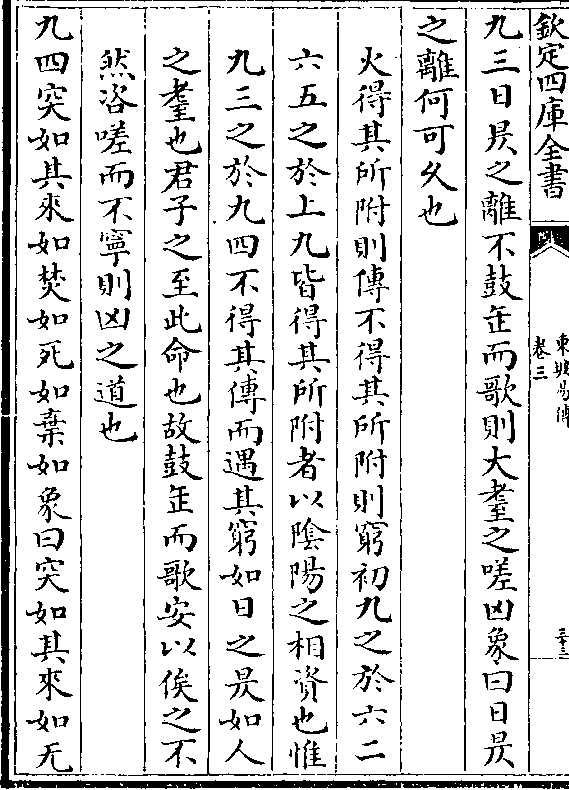 欽定四庫全書
東坡易傳
卷三
三十三
九三日昃之離不鼓缶而歌則大耋之嗟凶象曰日昃
之離何可久也
火得其所附則傳不得其所附則窮初九之於六二
六五之於上九皆得其所附者以陰陽之相資也惟
九三之於九四不得其傳而遇其窮如日之昃如人
之耋也君子之至此命也故鼓缶而歌安以俟之不
然咨嗟而不寧則凶之道也
九四突如其來如焚如死如棄如象曰突如其來如无